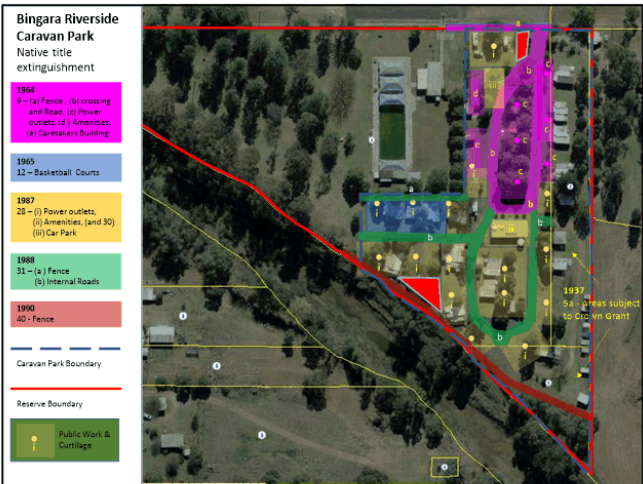 Bingara Riverside
Caravan Park
Native title
extinguishment
1964
9 – (a) Fence , (b) crossing
and Road, (c) Power
outlets, (d) Amenities,
(e) Caretakers Building
1965
12 – Basketball Courts
1987
28 – (i) Power outlets,
(ii) Amenities, (and 30)
(iii) Car Park
1988
31 – (a) Fence
(b) Internal Roads
1990
40 - Fence
Caravan Park Boundary
Reserve Boundary
i
Public Work &
Curtilage
a
i
b
c
iii
d
c
b
c
e
b
c
c
i
b
a
i
i
i
i
b
b
ii
i
i
i
i
i
i
i
i
i
i
b
i
1937
5a - Areas subject
to Crown Grant